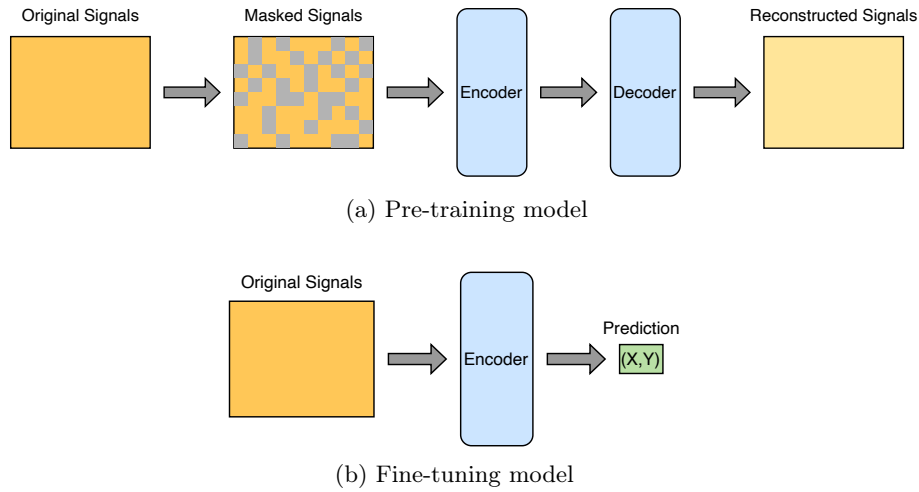 Original Signals
Masked Signals
Reconstructed Signals
Encoder
Decoder
(a) Pre-training model
Original Signals
Encoder
Prediction
(X,Y)
(b) Fine-tuning model